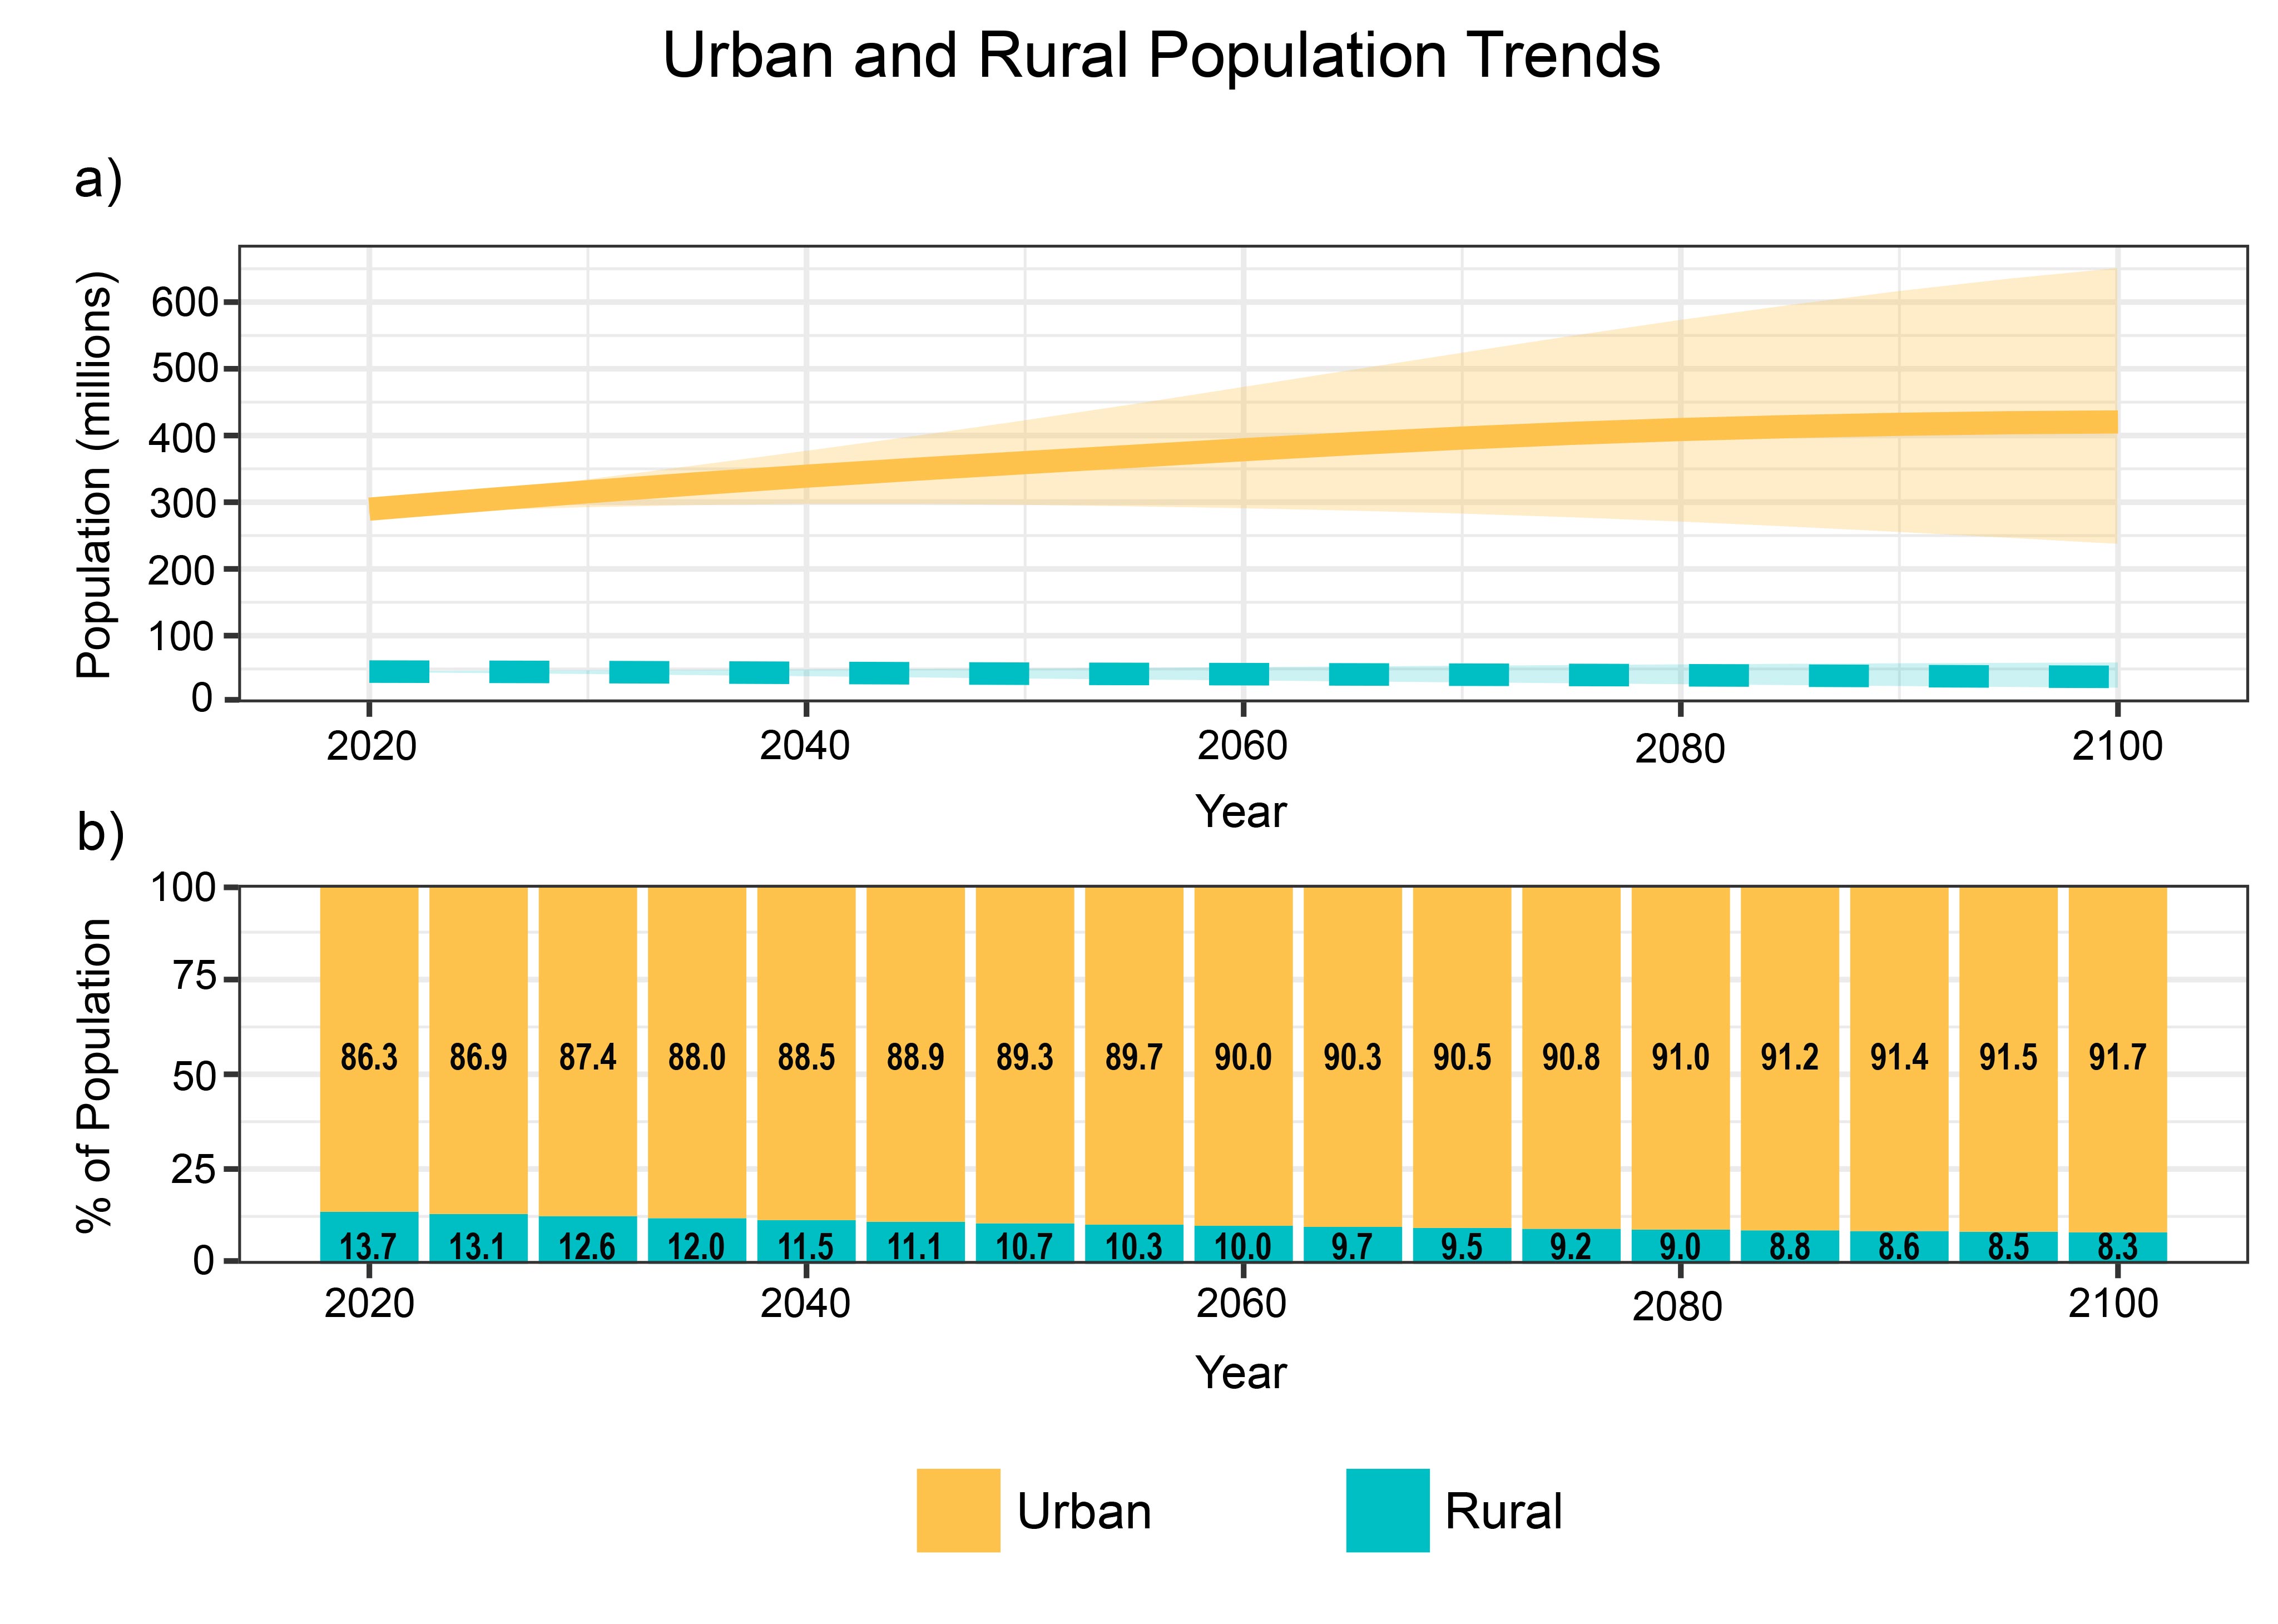 Urban and Rural Population Trends
a)
Population (millions)
600
500
400
300
200
100
0
2020 2040 2060 2080 2100
Year
b)
% of Population
100
75
50
25
0
86.3 86.9 87.4 88.0 88.5 88.9 89.3 89.7 90.0 90.3 90.5 90.8 91.0 91.2 91.4 91.5 91.7
13.7 13.1 12.6 12.0 11.5 11.1 10.7 10.3 10.0 9.7 9.5 9.2 9.0 8.8 8.6 8.5 8.3
2020 2040 2060 2080 2100
Year
Urban Rural